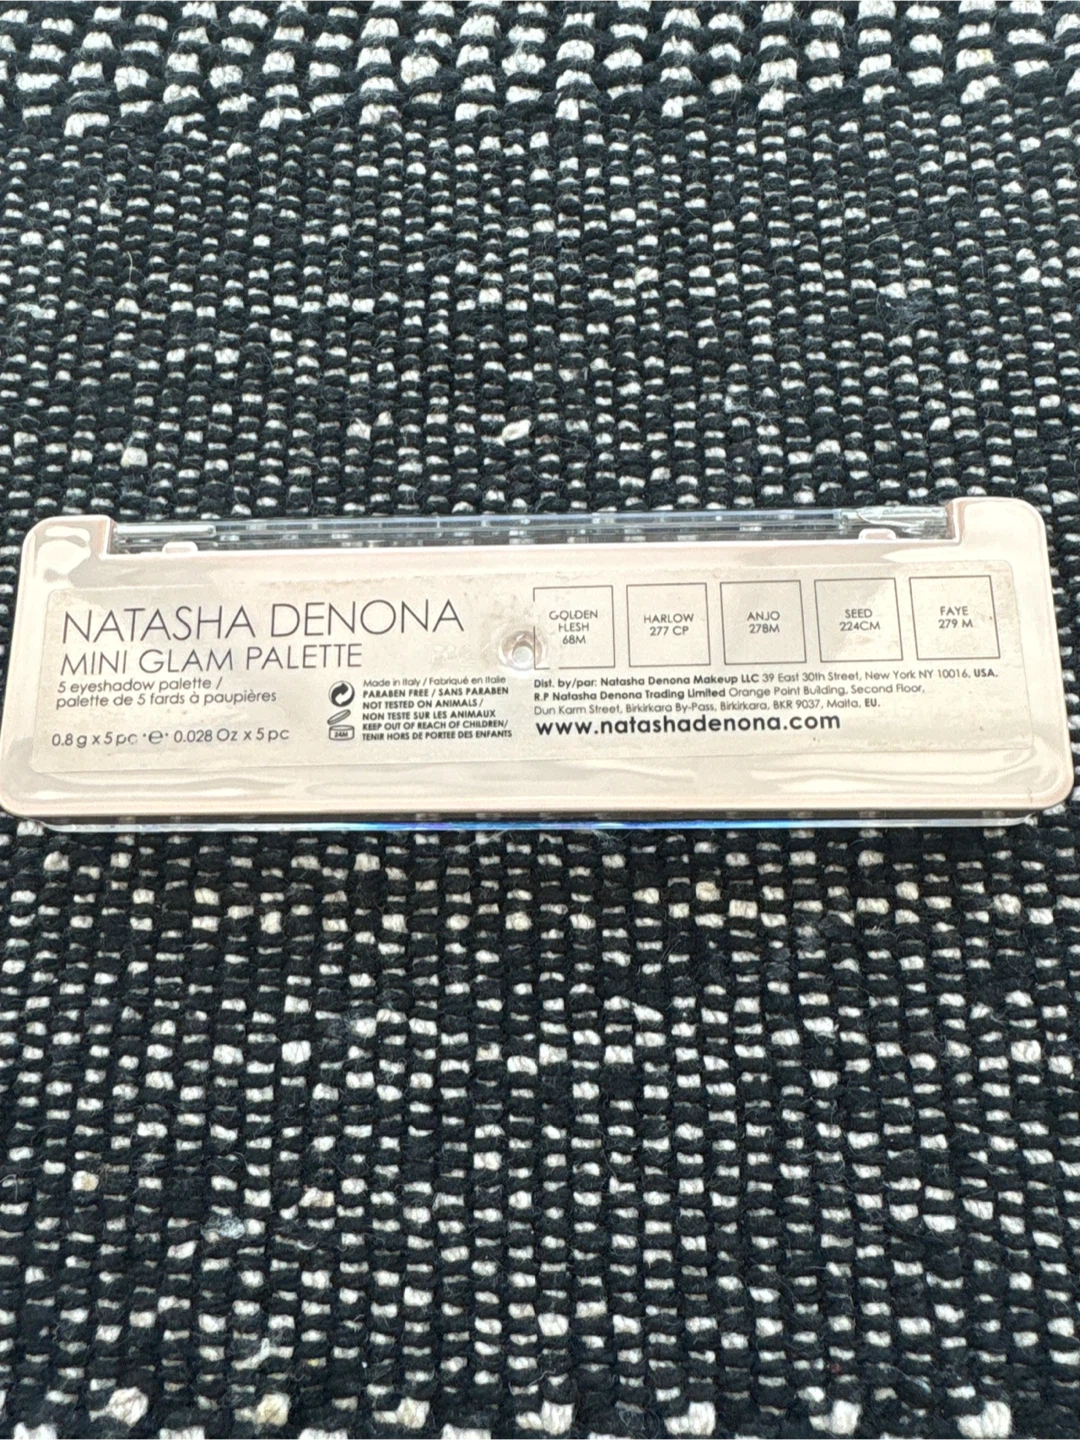 NATASHA DENONA
MINI GLAM PALETTE
5 eyeshadow palette /
palette de 5 fards à paupières
0.8 g x 5 pc e 0.028 Oz x 5 pc
Made in Italy / Fabriqué en Italie
PARABEN FREE / SANS PARABEN
NOT TESTED ON ANIMALS /
NON TESTE SUR LES ANIMAUX
KEEP OUT OF REACH OF CHILDREN/
TENIR HORS DE PORTEE DES ENFANTS
24M
GOLDEN
FLESH
68M
HARLOW
277 CP
ANJO
278M
SEED
224CM
FAYE
279 M
Dist. by/par: Natasha Denona Makeup LLC 39 East 30th Street, New York NY 10016, USA.
R.P Natasha Denona Trading Limited Orange Point Building, Second Floor,
Dun Karm Street, Birkirkara By-Pass, Birkirkara, BKR 9037, Malta, EU.
www.natashadenona.com